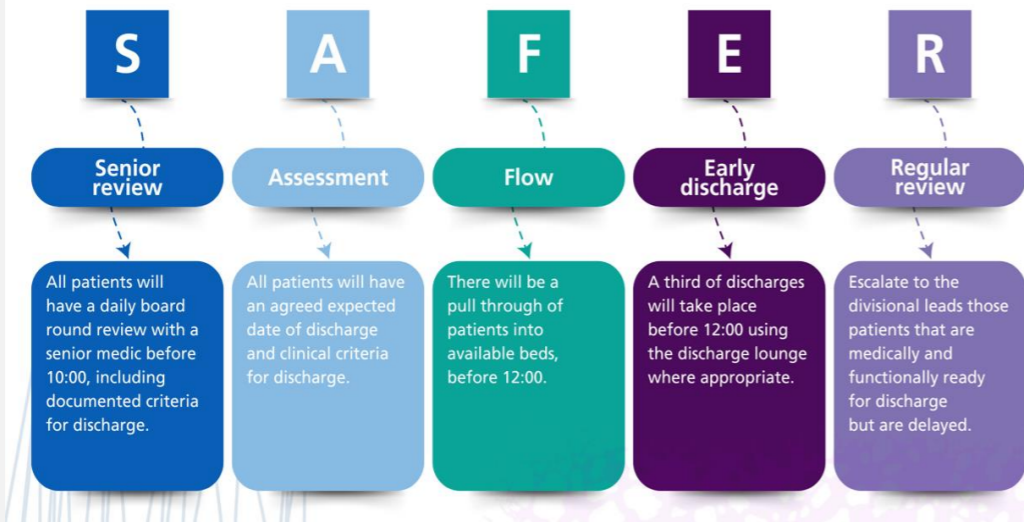 S
A
F
E
R
Senior
review
Assessment
Flow
Early
discharge
Regular
review
All patients will
have a daily board
round review with a
senior medic before
10:00, including
documented criteria
for discharge.
All patients will have
an agreed expected
date of discharge
and clinical criteria
for discharge.
There will be a
pull through of
patients into
available beds,
before 12:00.
A third of discharges
will take place
before 12:00 using
the discharge lounge
where appropriate.
Escalate to the
divisional leads those
patients that are
medically and
functionally ready
for discharge
but are delayed.